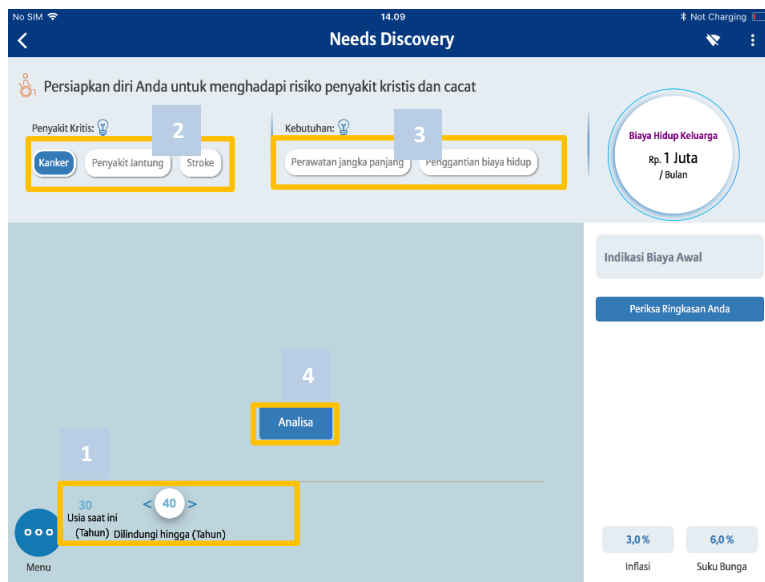 No SIM 14.09 Not Charging
Needs Discovery
Persiapkan diri Anda untuk menghadapi risiko penyakit kristis dan cacat
Penyakit Kritis:
2
Kanker
Penyakit Jantung
Stroke
Kebutuhan:
3
Perawatan jangka panjang
Penggantian biaya hidup
Biaya Hidup Keluarga
Rp. 1 Juta
/ Bulan
Indikasi Biaya Awal
Periksa Ringkasan Anda
4
Analisa
1
30
< 40 >
Usia saat ini
(Tahun) Dilindungi hingga (Tahun)
Menu
3,0 %
6,0 %
Inflasi
Suku Bunga